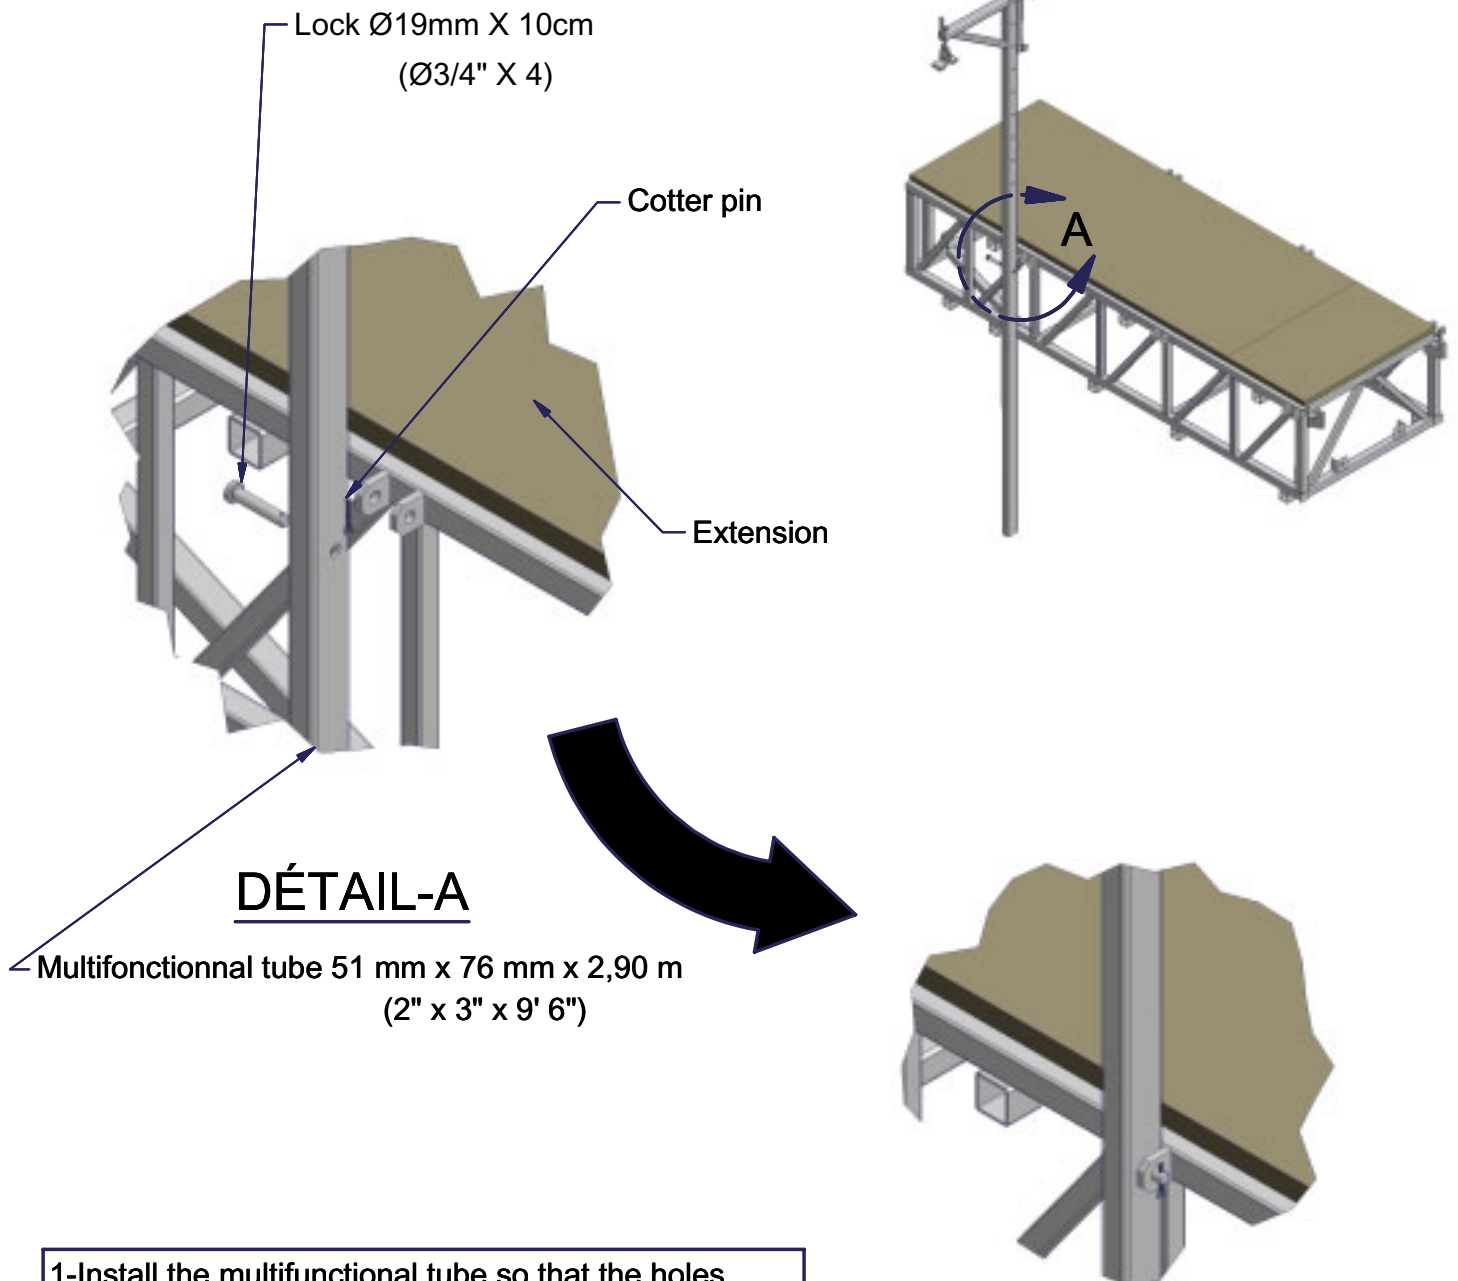 Lock Ø19mm X 10cm
(Ø3/4" X 4)
Cotter pin
A
Extension
DÉTAIL-A
Multifonctionnal tube 51 mm x 76 mm x 2,90 m
(2" x 3" x 9' 6")
1-Install the multifunctional tube so that the holes